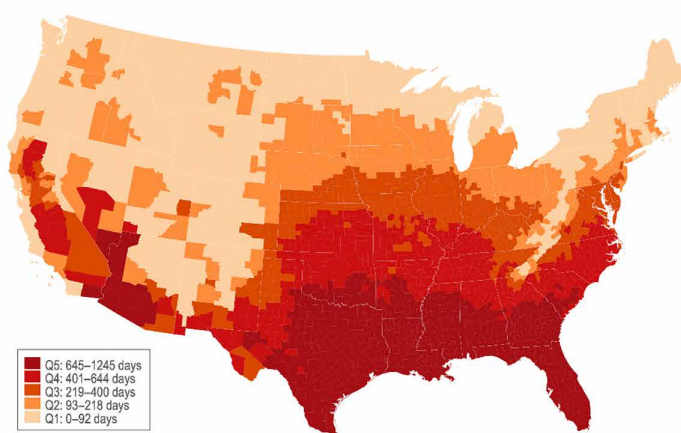 Q5: 645–1245 days
Q4: 401–644 days
Q3: 219–400 days
Q2: 93–218 days
Q1: 0–92 days